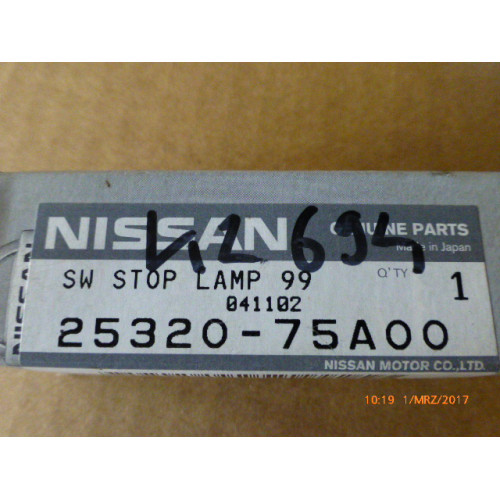 NISSAN
GENUINE PARTS
Made in Japan
SW STOP LAMP 99
Q'TY
1
041102
25320-75A00
NISSAN MOTOR CO.,LTD.
NISSAN
10:19 1/MRZ/2017